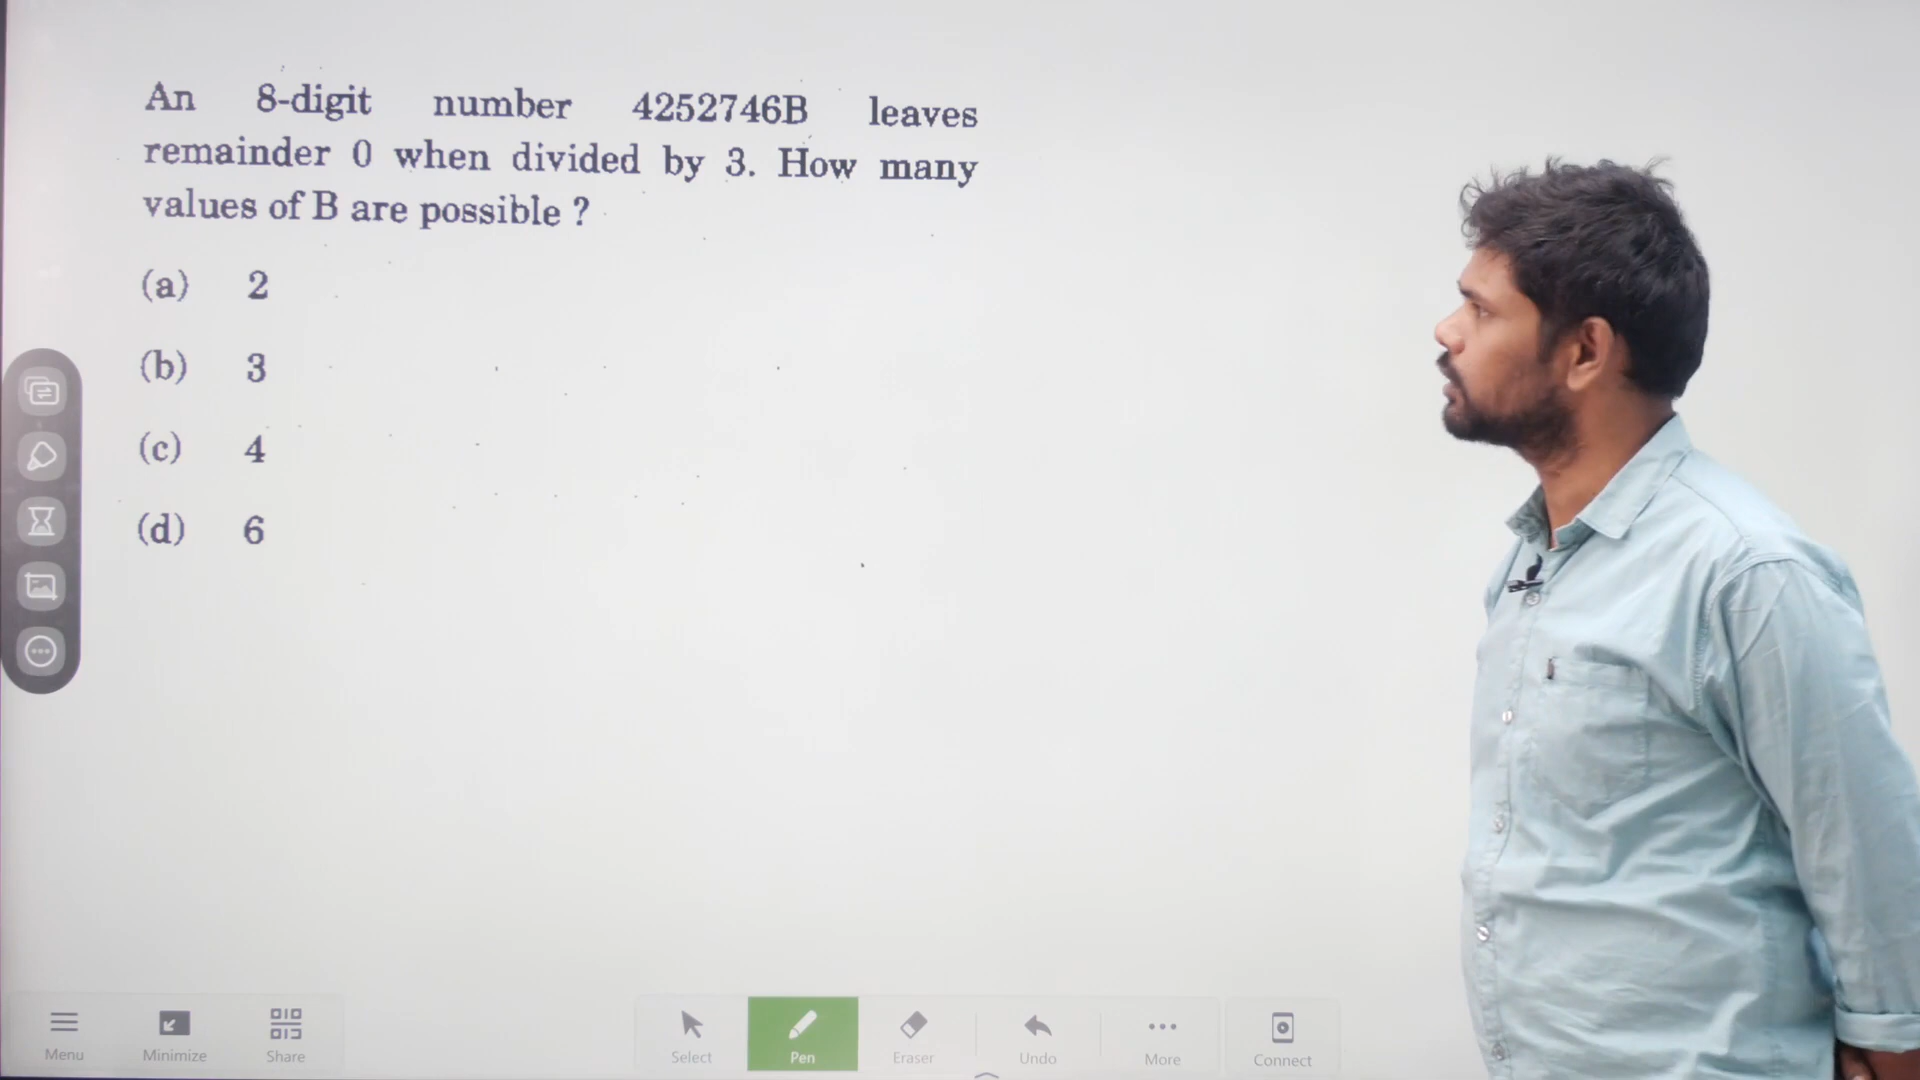 An 8-digit number 4252746B leaves
remainder 0 when divided by 3. How many
values of B are possible ?
(a) 2
(b) 3
(c) 4
(d) 6
Menu
Minimize
Share
Select
Pen
Eraser
Undo
More
Connect